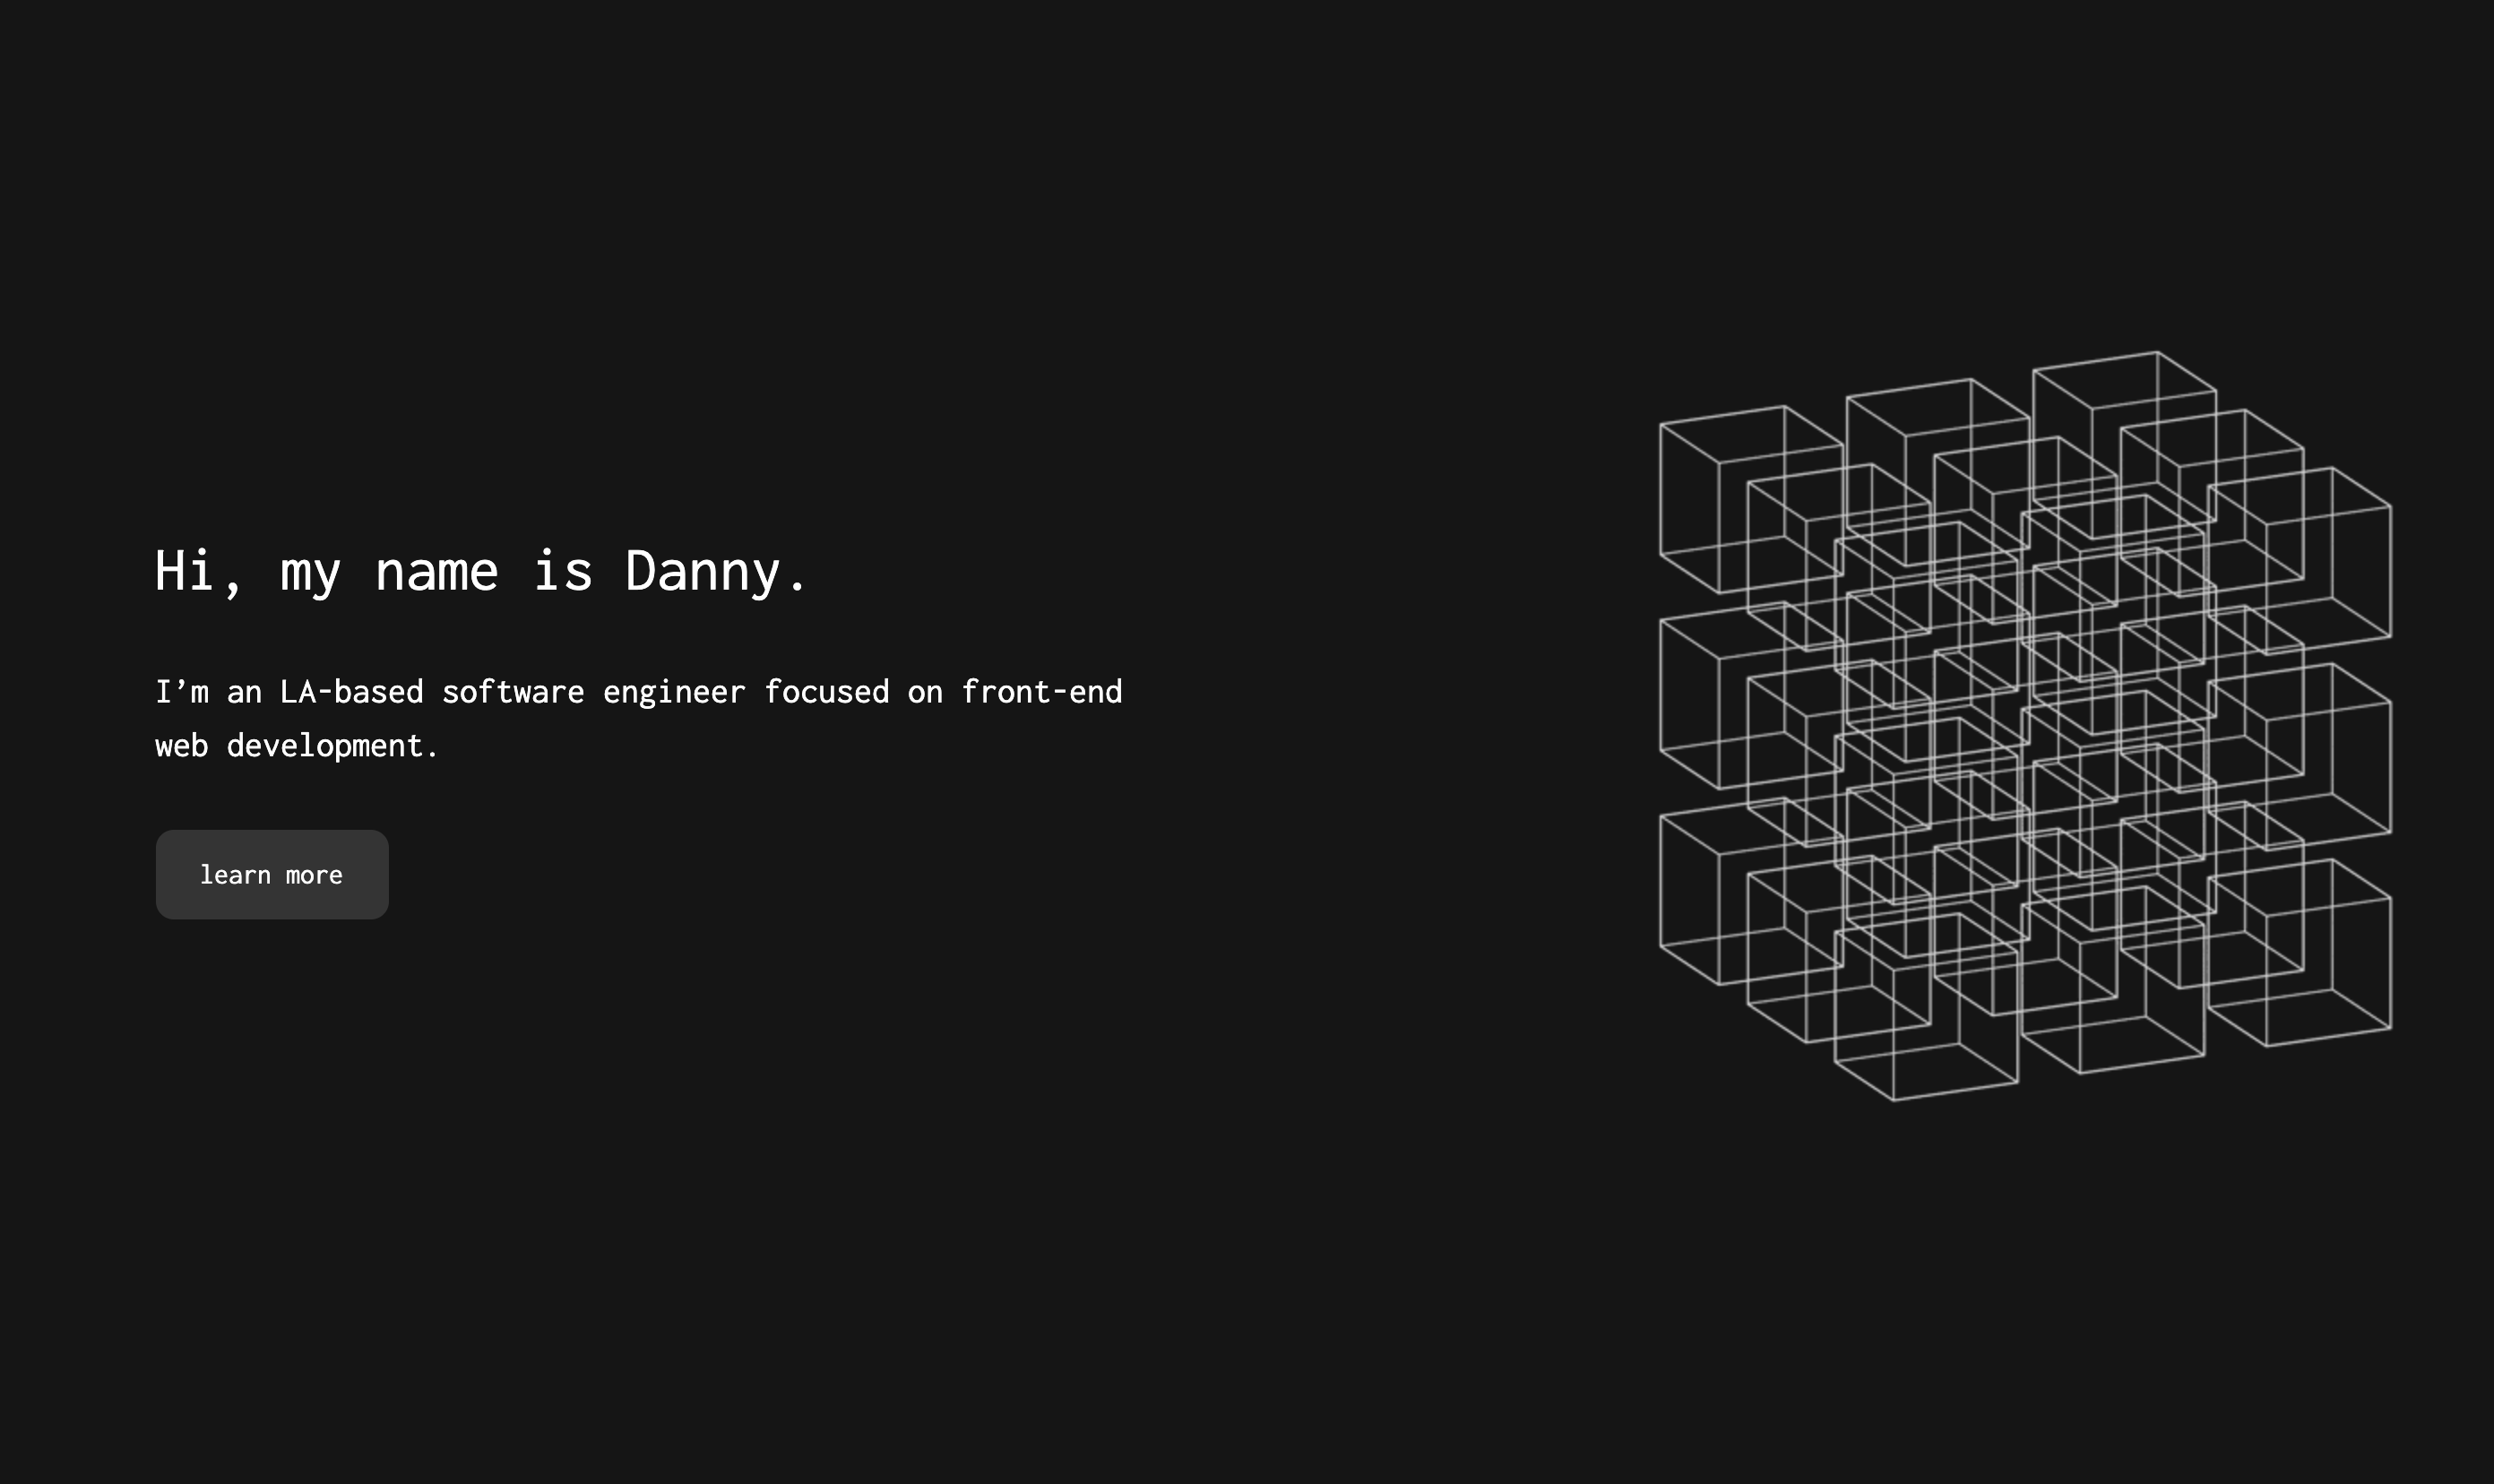 Hi, my name is Danny.
I’m an LA-based software engineer focused on front-end
web development.
learn more